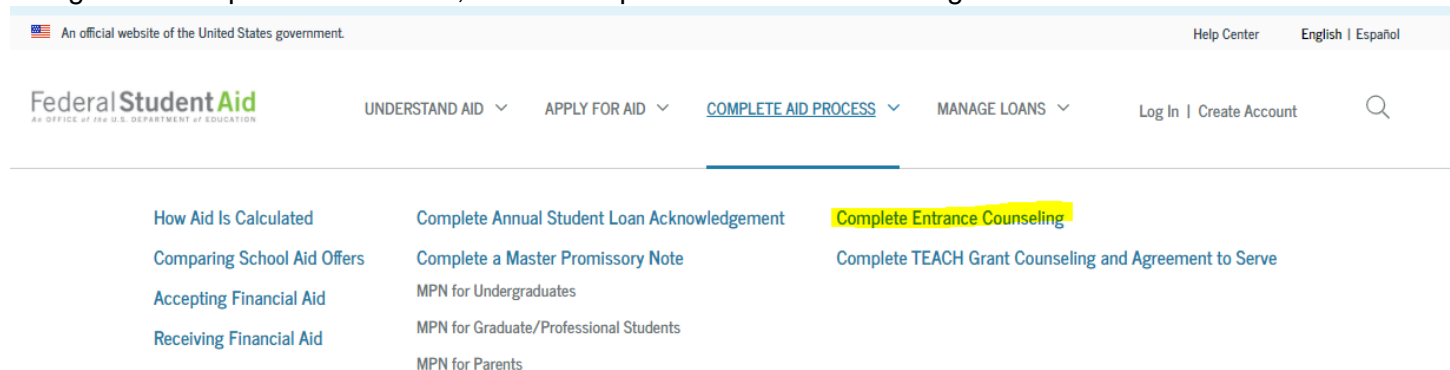 An official website of the United States government.
Help Center English | Español
Federal Student Aid
An OFFICE of the U.S. DEPARTMENT of EDUCATION
UNDERSTAND AID APPLY FOR AID COMPLETE AID PROCESS MANAGE LOANS Log In | Create Account
How Aid Is Calculated
Comparing School Aid Offers
Accepting Financial Aid
Receiving Financial Aid
Complete Annual Student Loan Acknowledgement
Complete a Master Promissory Note
MPN for Undergraduates
MPN for Graduate/Professional Students
MPN for Parents
Complete Entrance Counseling
Complete TEACH Grant Counseling and Agreement to Serve